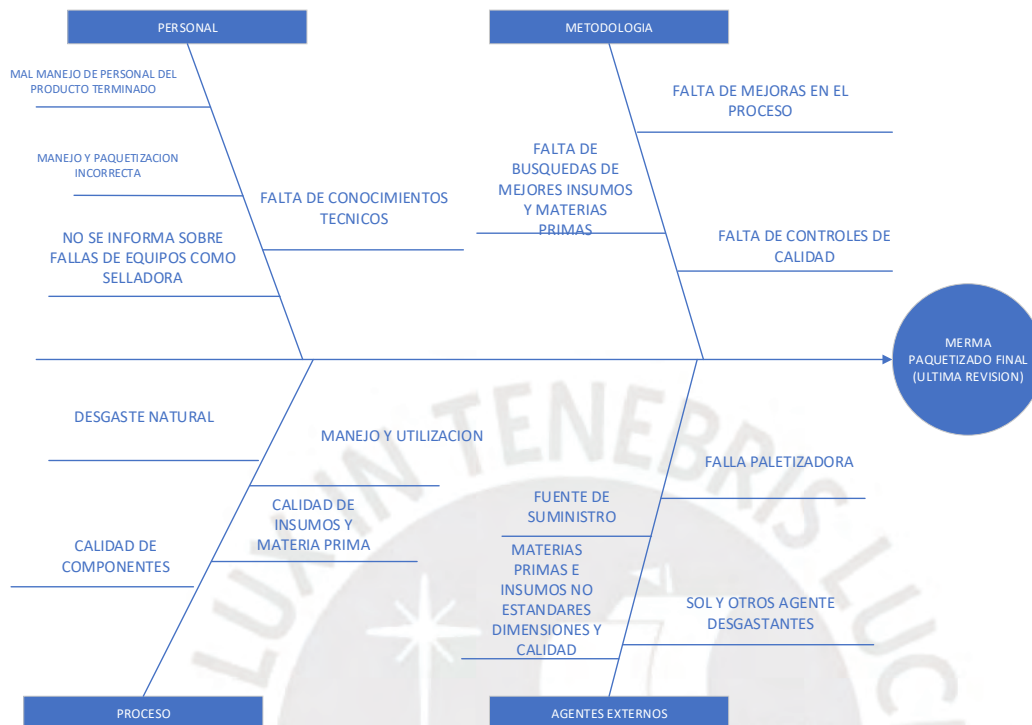 PERSONAL
METODOLOGIA
MAL MANEJO DE PERSONAL DEL
PRODUCTO TERMINADO
MANEJO Y PAQUETIZACION
INCORRECTA
FALTA DE CONOCIMIENTOS
TECNICOS
NO SE INFORMA SOBRE
FALLAS DE EQUIPOS COMO
SELLADORA
FALTA DE MEJORAS EN EL
PROCESO
FALTA DE
BUSQUEDAS DE
MEJORES INSUMOS
Y MATERIAS
PRIMAS
FALTA DE CONTROLES DE
CALIDAD
MERMA
PAQUETIZADO FINAL
(ULTIMA REVISION)
DESGASTE NATURAL
MANEJO Y UTILIZACION
CALIDAD DE
INSUMOS Y
MATERIA PRIMA
CALIDAD DE
COMPONENTES
FALLA PALETIZADORA
FUENTE DE
SUMINISTRO
MATERIAS
PRIMAS E
INSUMOS NO
ESTANDARES
DIMENSIONES Y
CALIDAD
SOL Y OTROS AGENTE
DESGASTANTES
PROCESO
AGENTES EXTERNOS
LUX IN TENEBRIS LUC